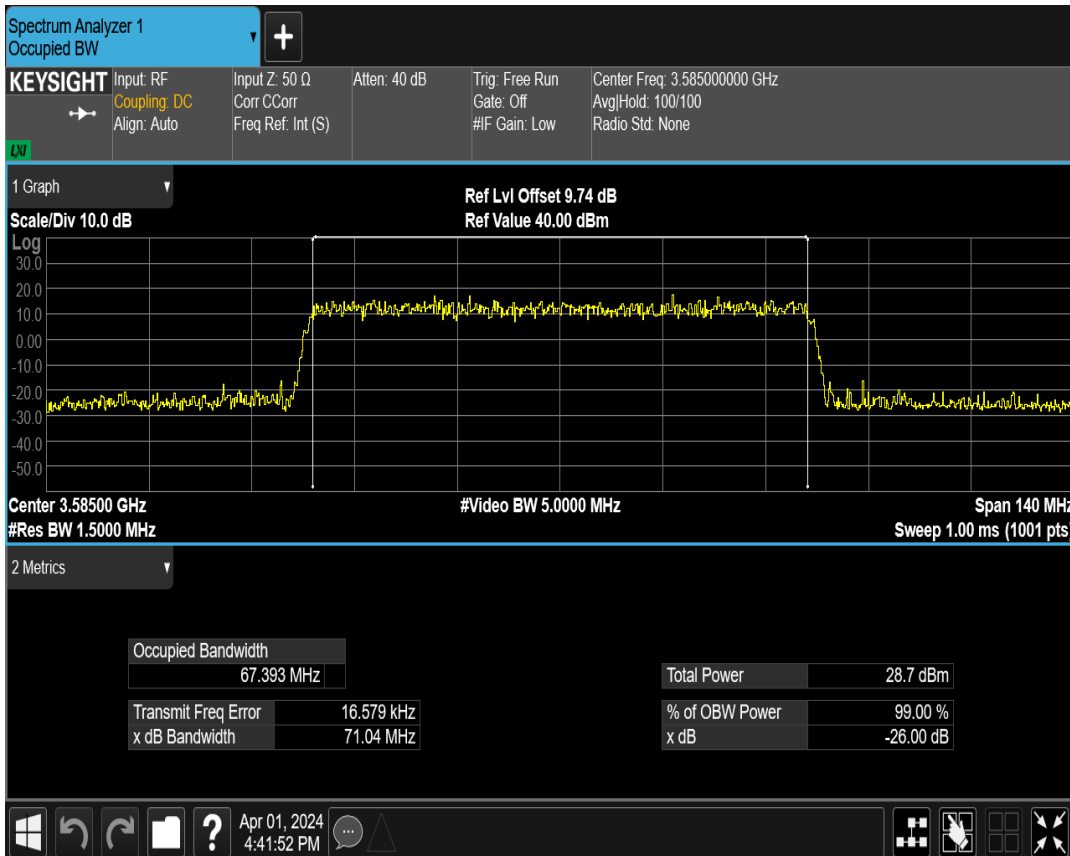 Spectrum Analyzer 1
Occupied BW
+
KEYSIGHT
LXI
Input: RF
Coupling: DC
Align: Auto
Input Z: 50 Ω
Corr CCorr
Freq Ref: Int (S)
Atten: 40 dB
Trig: Free Run
Gate: Off
#IF Gain: Low
Center Freq: 3.585000000 GHz
Avg|Hold: 100/100
Radio Std: None
1 Graph
Scale/Div 10.0 dB
Ref Lvl Offset 9.74 dB
Ref Value 40.00 dBm
Log
30.0
20.0
10.0
0.00
-10.0
-20.0
-30.0
-40.0
-50.0
Center 3.58500 GHz
#Video BW 5.0000 MHz
Span 140 MHz
#Res BW 1.5000 MHz
Sweep 1.00 ms (1001 pts)
2 Metrics
Occupied Bandwidth
67.393 MHz
Transmit Freq Error 16.579 kHz
x dB Bandwidth 71.04 MHz
Total Power 28.7 dBm
% of OBW Power 99.00 %
x dB -26.00 dB
?
Apr 01, 2024
4:41:52 PM